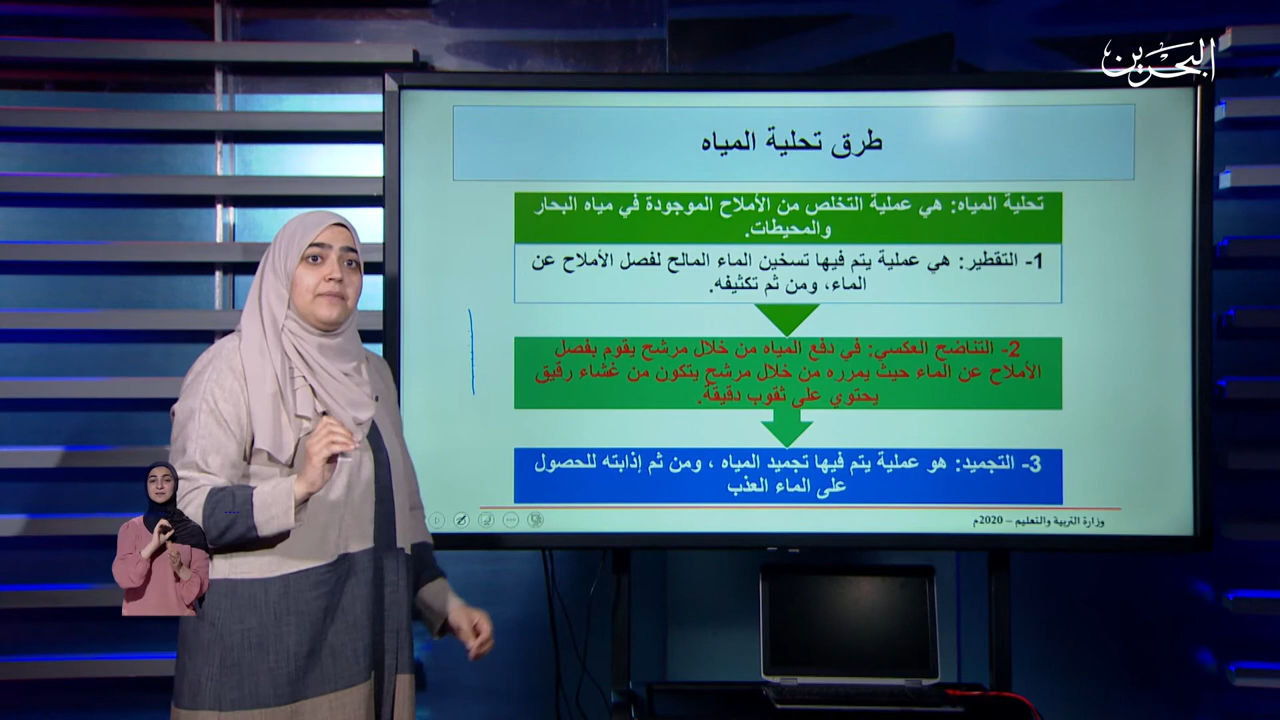 البحرين
طرق تحلية المياه
تحلية المياه: هي عملية التخلص من الأملاح الموجودة في مياه البحار
والمحيطات.
1- التقطير: هي عملية يتم فيها تسخين الماء المالح لفصل الأملاح عن
الماء، ومن ثم تكثيفه.
2- التناضح العكسي: في دفع المياه من خلال مرشح يقوم بفصل
الأملاح عن الماء حيث يمرره من خلال مرشح يتكون من غشاء رقيق
يحتوي على ثقوب دقيقة.
3- التجميد: هو عملية يتم فيها تجميد المياه ، ومن ثم إذابته للحصول
على الماء العذب
وزارة التربية والتعليم – 2020م